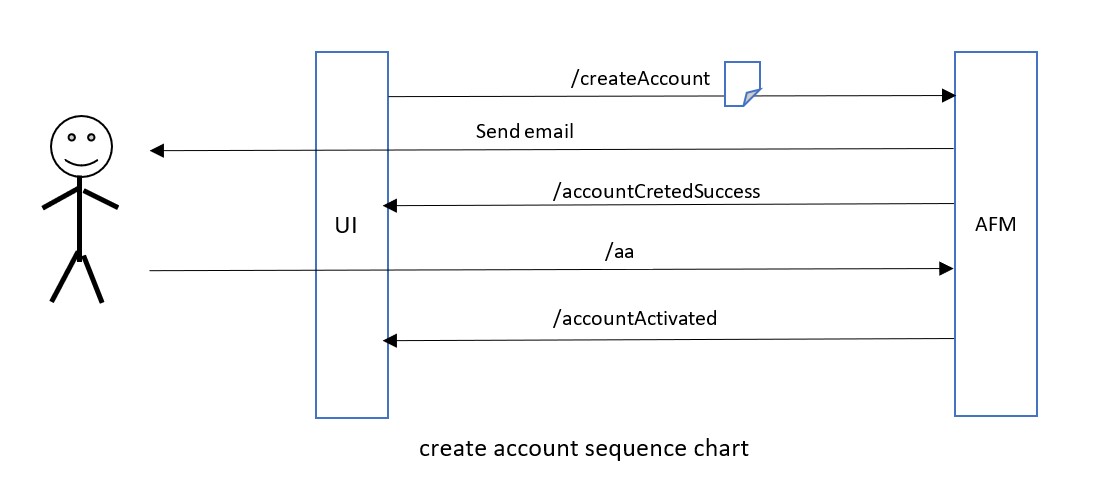 /createAccount
Send email
/accountCretedSuccess
UI
AFM
/aa
/accountActivated
create account sequence chart